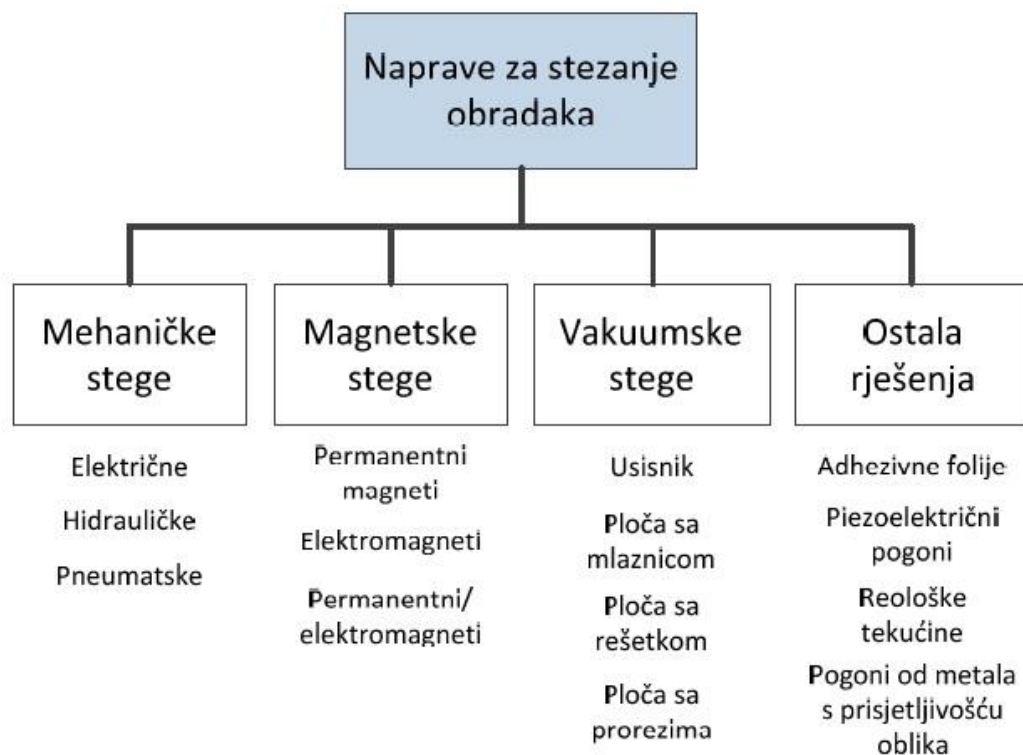 Naprave za stezanje
obradaka
Mehaničke
stege
Električne
Hidrauličke
Pneumatske
Magnetske
stege
Permanentni
magneti
Elektromagneti
Permanentni/
elektromagneti
Vakuumske
stege
Usisnik
Ploča sa
mlaznicom
Ploča sa
rešetkom
Ploča sa
prorezima
Ostala
rješenja
Adhezivne folije
Piezoelektrični
pogoni
Reološke
tekućine
Pogoni od metala
s prisjetljivošću
oblika